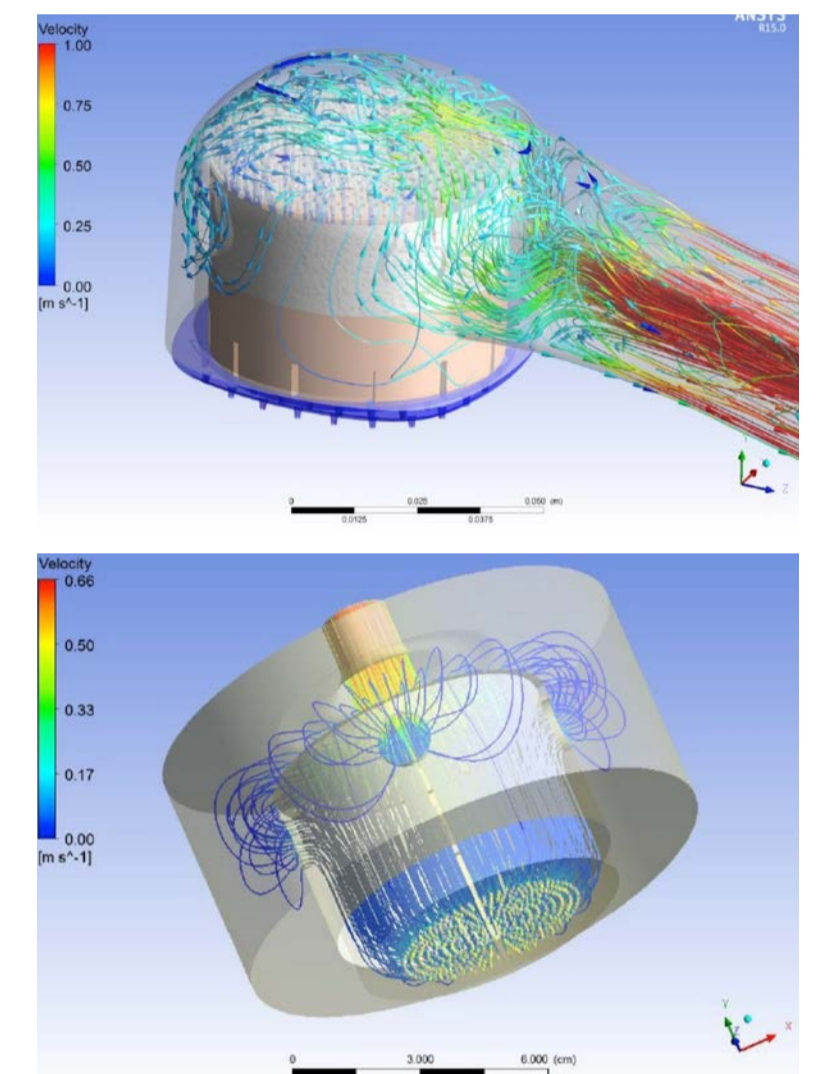 ANSYS
R15.0
Velocity
1.00
0.75
0.50
0.25
0.00
[m s^-1]
Y
Z
0 0.025 0.050 (m)
0.0125 0.0375
Velocity
0.66
0.50
0.33
0.17
0.00
[m s^-1]
Y
Z
X
0 3.000 6.000 (cm)